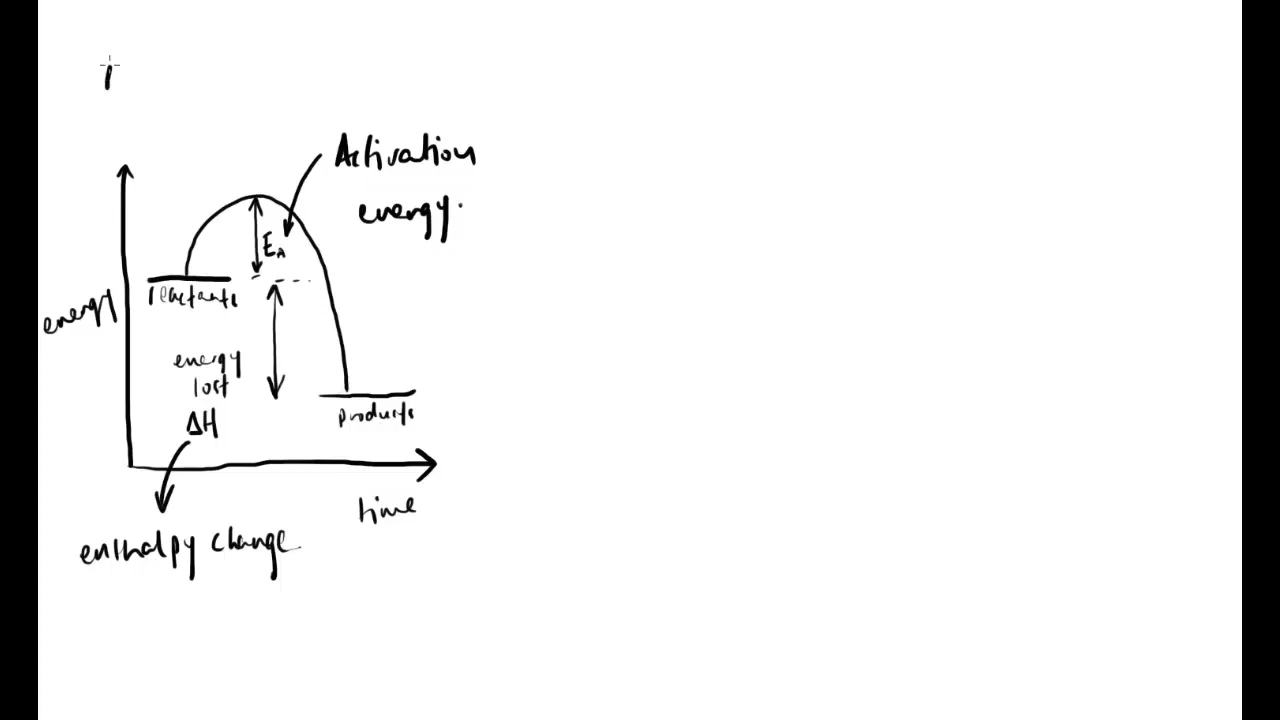 Activation
energy.
EA
reactants
energy
energy
lost
ΔH
products
time
enthalpy change